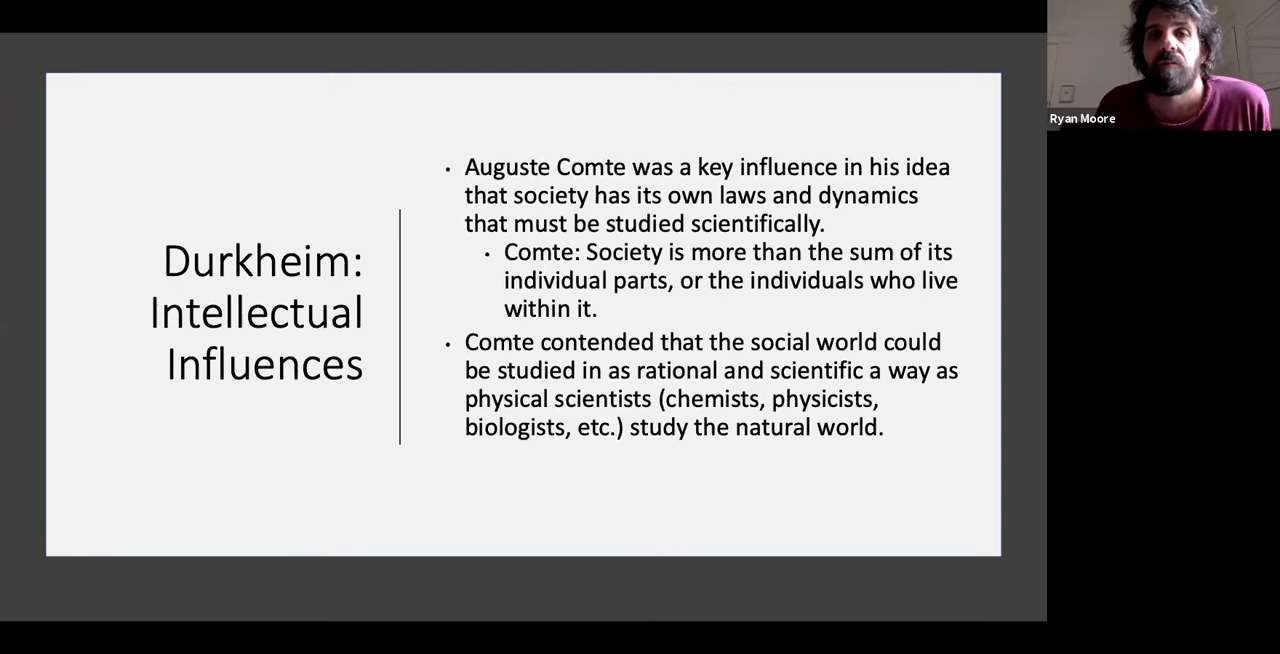 Durkheim:
Intellectual
Influences
• Auguste Comte was a key influence in his idea
that society has its own laws and dynamics
that must be studied scientifically.
• Comte: Society is more than the sum of its
individual parts, or the individuals who live
within it.
• Comte contended that the social world could
be studied in as rational and scientific a way as
physical scientists (chemists, physicists,
biologists, etc.) study the natural world.
Ryan Moore